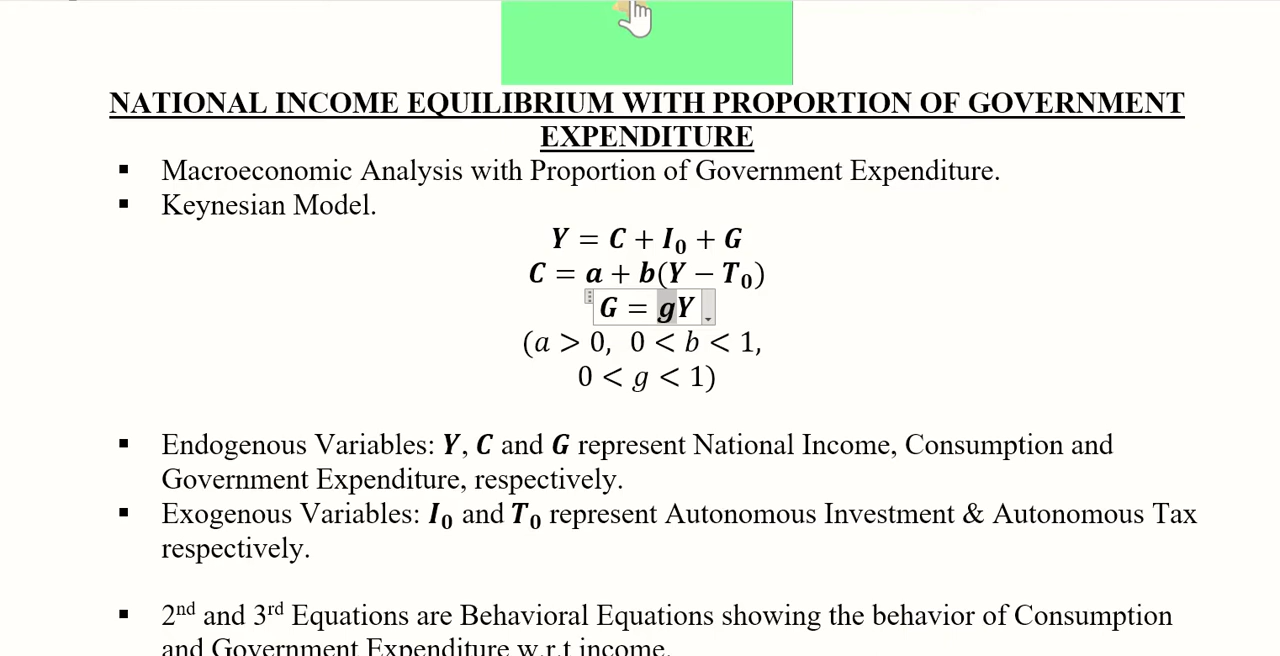 NATIONAL INCOME EQUILIBRIUM WITH PROPORTION OF GOVERNMENT
EXPENDITURE
▪ Macroeconomic Analysis with Proportion of Government Expenditure.
▪ Keynesian Model.
Y = C + I₀ + G
C = a + b(Y − T₀)
G = gY
(a > 0, 0 < b < 1,
0 < g < 1)
▪ Endogenous Variables: Y, C and G represent National Income, Consumption and
Government Expenditure, respectively.
▪ Exogenous Variables: I₀ and T₀ represent Autonomous Investment & Autonomous Tax
respectively.
▪ 2nd and 3rd Equations are Behavioral Equations showing the behavior of Consumption
and Government Expenditure w.r.t income.